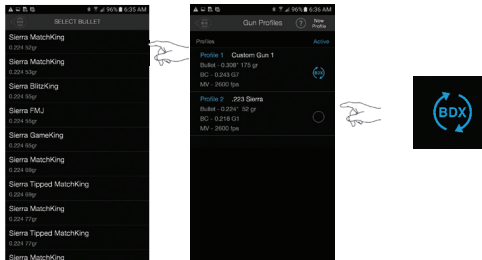 96% 6:35 AM
SELECT BULLET
Sierra MatchKing
0.224 52gr
Sierra MatchKing
0.224 53gr
Sierra BlitzKing
0.224 55gr
Sierra FMJ
0.224 55gr
Sierra GameKing
0.224 65gr
Sierra MatchKing
0.224 69gr
Sierra Tipped MatchKing
0.224 69gr
Sierra MatchKing
0.224 77gr
Sierra Tipped MatchKing
0.224 77gr
Sierra MatchKing
96% 6:36 AM
Gun Profiles
?
New
Profile
Profiles Active
Profile 1 Custom Gun 1
Bullet - 0.308" 175 gr
BC - 0.243 G7
MV - 2600 fps
BDX
Profile 2 .223 Sierra
Bullet - 0.224" 52 gr
BC - 0.218 G1
MV - 2600 fps
BDX